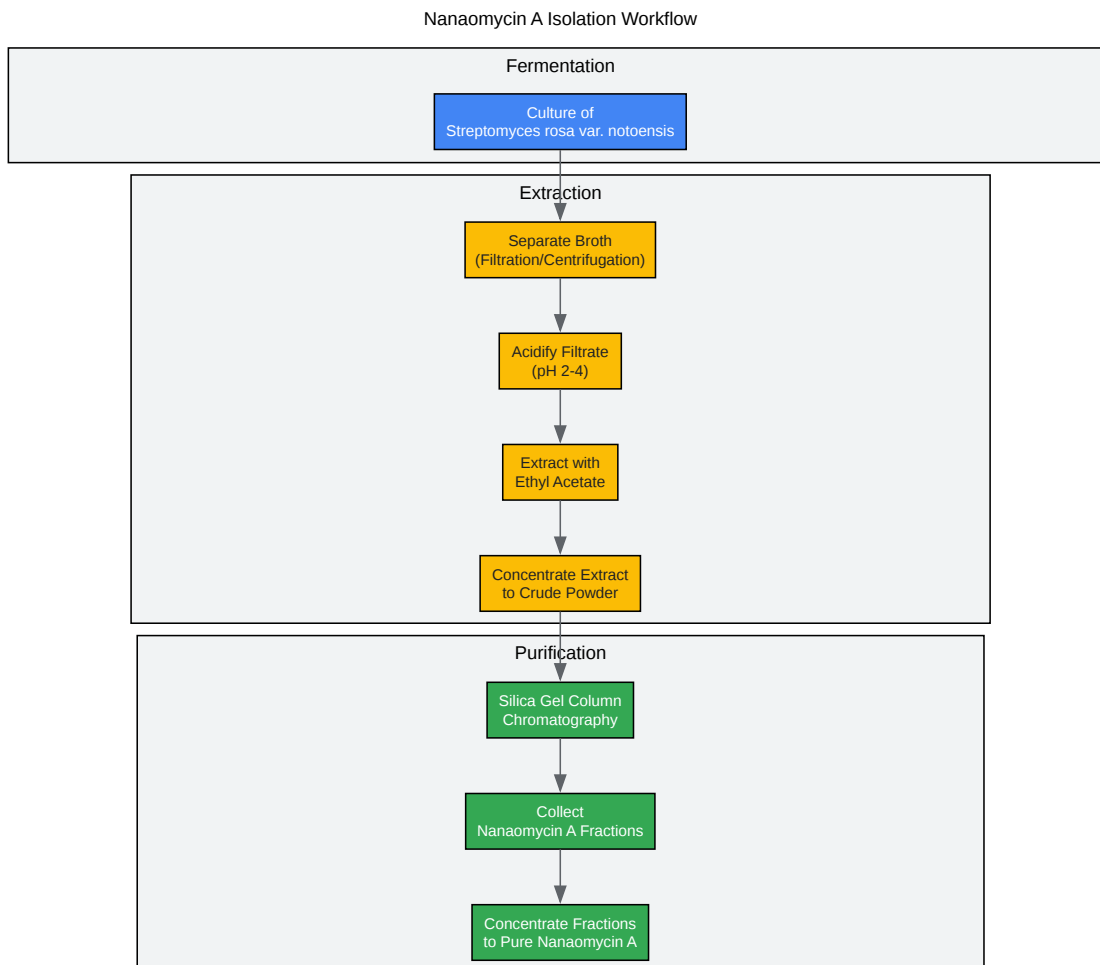 Nanaomycin A Isolation Workflow
Fermentation
Culture of
Streptomyces rosa var. notoensis
Extraction
Separate Broth
(Filtration/Centrifugation)
Acidify Filtrate
(pH 2-4)
Extract with
Ethyl Acetate
Concentrate Extract
to Crude Powder
Purification
Silica Gel Column
Chromatography
Collect
Nanaomycin A Fractions
Concentrate Fractions
to Pure Nanaomycin A